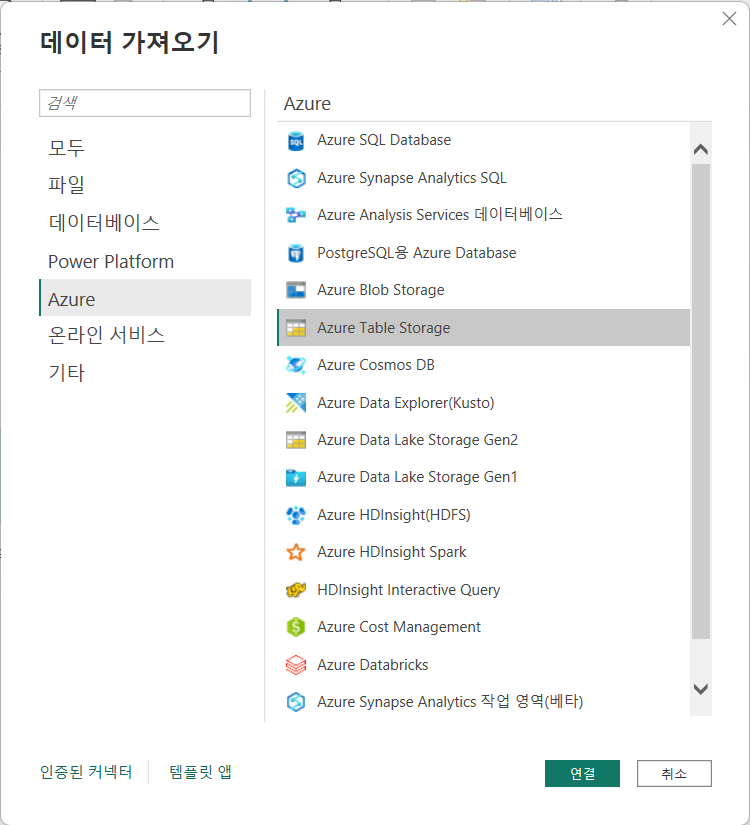 데이터 가져오기
검색
모두
파일
데이터베이스
Power Platform
Azure
온라인 서비스
기타
Azure
Azure SQL Database
Azure Synapse Analytics SQL
Azure Analysis Services 데이터베이스
PostgreSQL용 Azure Database
Azure Blob Storage
Azure Table Storage
Azure Cosmos DB
Azure Data Explorer(Kusto)
Azure Data Lake Storage Gen2
Azure Data Lake Storage Gen1
Azure HDInsight(HDFS)
Azure HDInsight Spark
HDInsight Interactive Query
Azure Cost Management
Azure Databricks
Azure Synapse Analytics 작업 영역(베타)
인증된 커넥터
템플릿 앱
연결
취소